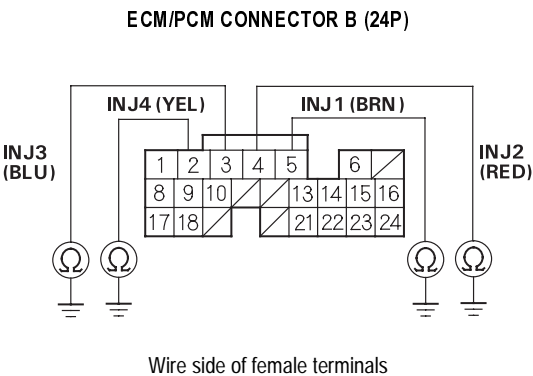 ECM/PCM CONNECTOR B (24P)
INJ4 (YEL) INJ1 (BRN)
INJ3
(BLU)
INJ2
(RED)
1 2 3 4 5 6
8 9 10 13 14 15 16
17 18 21 22 23 24
Ω Ω Ω Ω
Wire side of female terminals